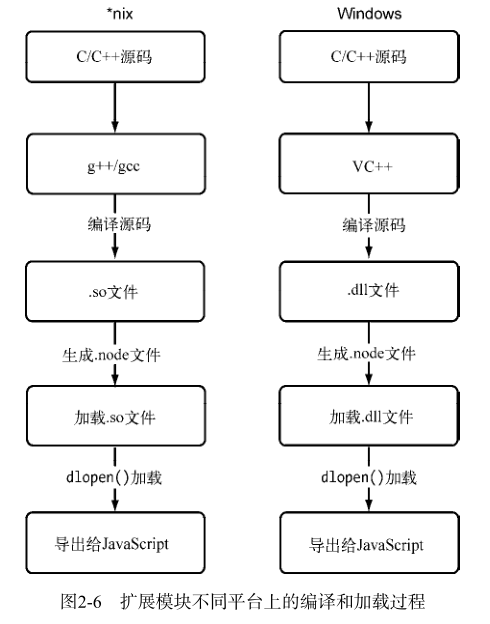 *nix
C/C++源码
g++/gcc
编译源码
.so文件
生成.node文件
加载.so文件
dlopen()加载
导出给JavaScript
Windows
C/C++源码
VC++
编译源码
.dll文件
生成.node文件
加载.dll文件
dlopen()加载
导出给JavaScript
图2-6 扩展模块不同平台上的编译和加载过程